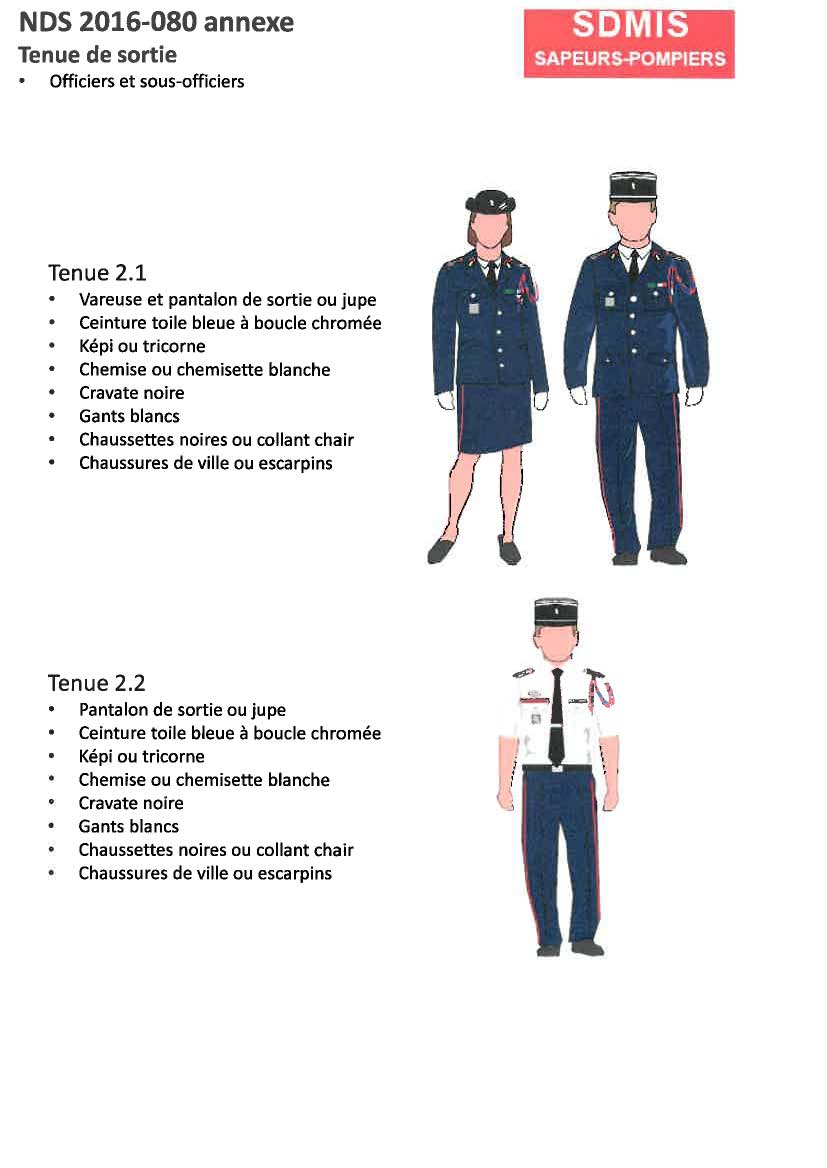 NDS 2016-080 annexe
SDMIS
SAPEURS-POMPIERS
Tenue de sortie
• Officiers et sous-officiers
Tenue 2.1
• Vareuse et pantalon de sortie ou jupe
• Ceinture toile bleue à boucle chromée
• Képi ou tricorne
• Chemise ou chemisette blanche
• Cravate noire
• Gants blancs
• Chaussettes noires ou collant chair
• Chaussures de ville ou escarpins
Tenue 2.2
• Pantalon de sortie ou jupe
• Ceinture toile bleue à boucle chromée
• Képi ou tricorne
• Chemise ou chemisette blanche
• Cravate noire
• Gants blancs
• Chaussettes noires ou collant chair
• Chaussures de ville ou escarpins